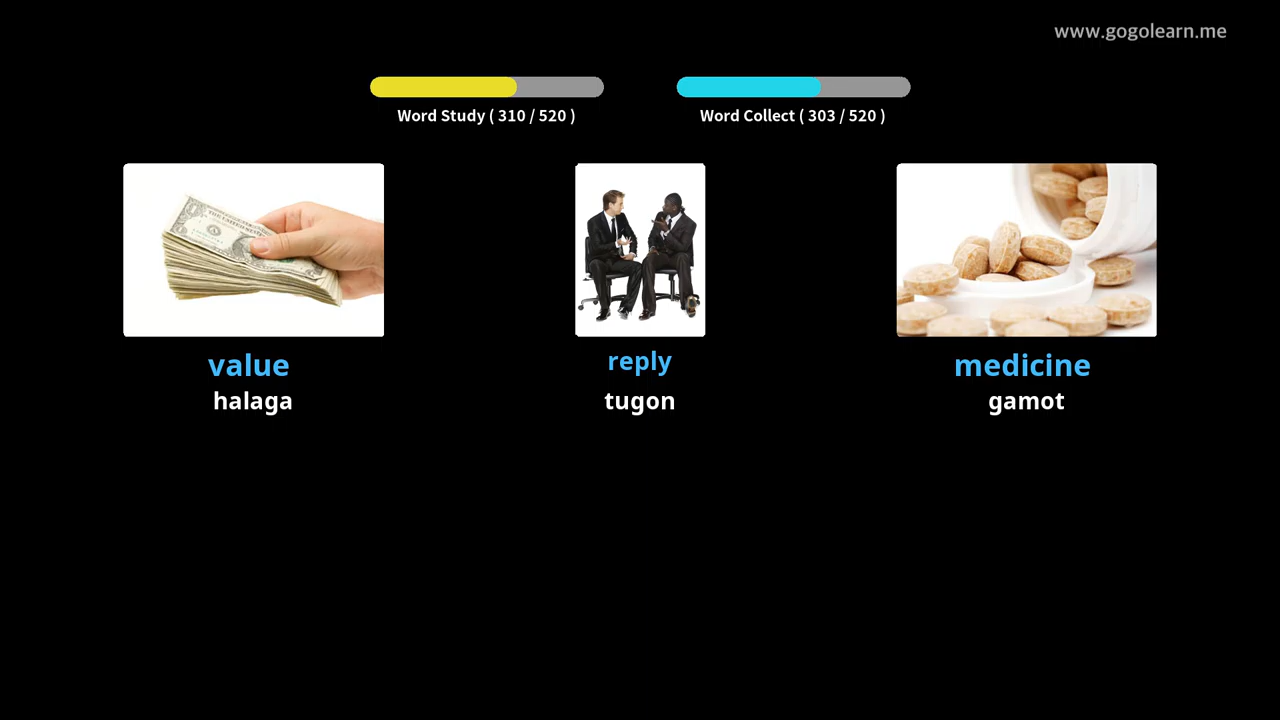 www.gogolearn.me
Word Study ( 310 / 520 )
Word Collect ( 303 / 520 )
value
reply
medicine
halaga
tugon
gamot